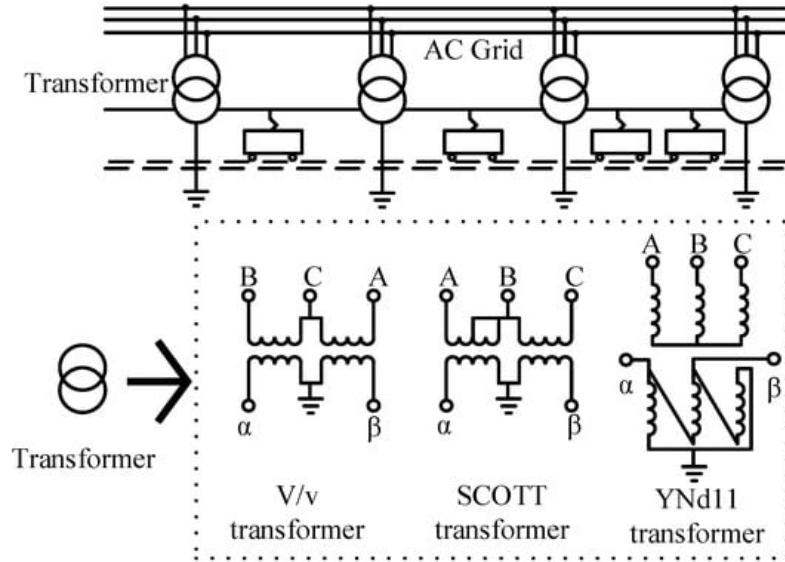 AC Grid
Transformer
A B C
B C A
A B C
α β
α β
α β
Transformer
V/v
transformer
SCOTT
transformer
YNd11
transformer